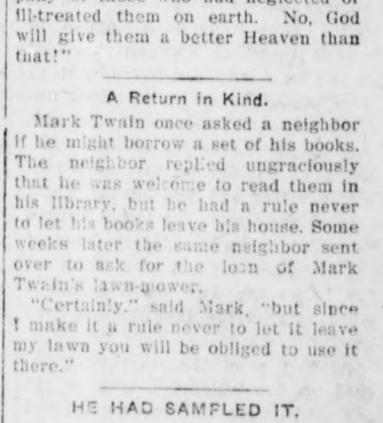 ill-treated them on earth. No, God
will give them a better Heaven than
that!"
A Return in Kind.
Mark Twain once asked a neighbor
if he might borrow a set of his books.
The neighbor replied ungraciously
that he was welcome to read them in
his library, but he had a rule never
to let his books leave his house. Some
weeks later the same neighbor sent
over to ask for the loan of Mark
Twain's lawn-mower.
"Certainly," said Mark, "but since
I make it a rule never to let it leave
my lawn you will be obliged to use it
there."
HE HAD SAMPLED IT.